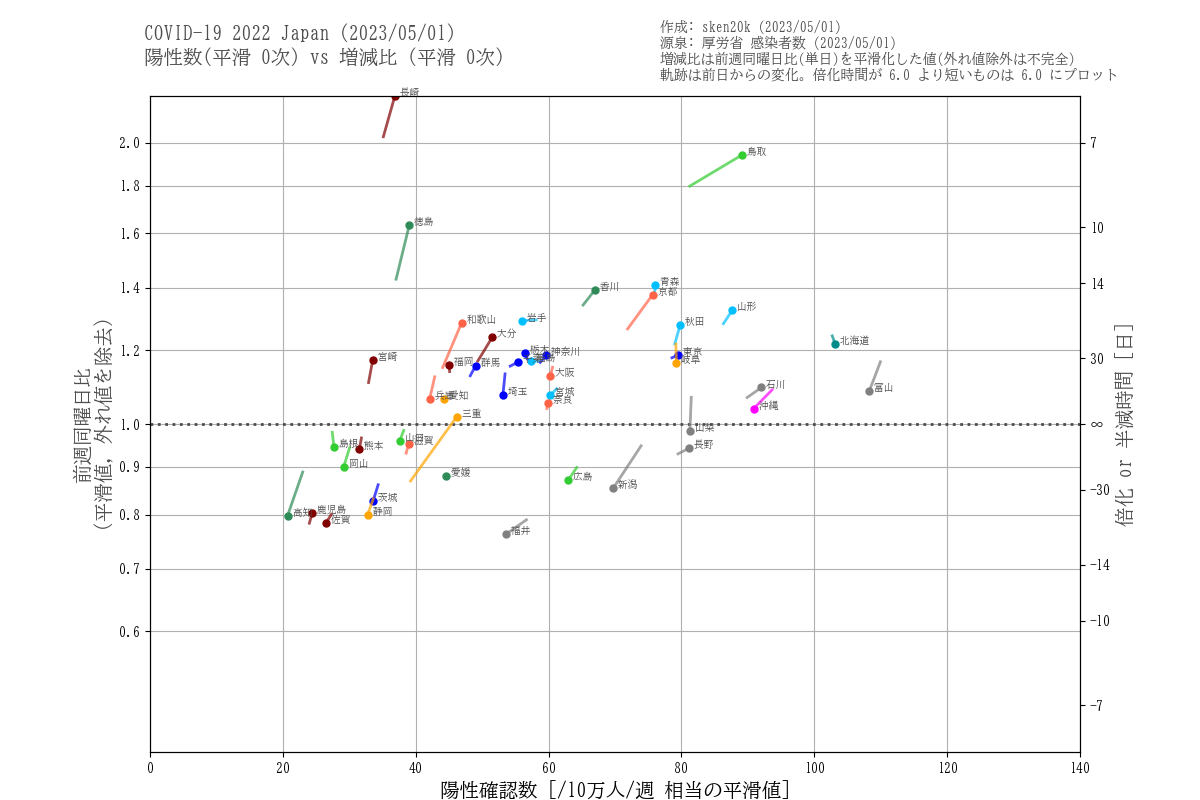 COVID-19 2022 Japan (2023/05/01)
陽性数(平滑 0次) vs 増減比 (平滑 0次)
作成: sken20k (2023/05/01)
源泉: 厚労省 感染者数 (2023/05/01)
増減比は前週同曜日比(単日)を平滑化した値(外れ値除外は不完全)
軌跡は前日からの変化。倍化時間が 6.0 より短いものは 6.0 にプロット
長崎
鳥取
徳島
香川
青森
京都
山形
和歌山
岩手
秋田
大分
北海道
宮崎
福岡
群馬
栃木
神奈川
東京
岐阜
大阪
兵庫
愛知
埼玉
宮城
奈良
石川
沖縄
富山
三重
山梨
長野
島根
熊本
山口
滋賀
岡山
愛媛
広島
新潟
茨城
静岡
高知
鹿児島
佐賀
福井
2.0
1.8
1.6
1.4
1.2
1.0
0.9
0.8
0.7
0.6
7
10
14
30
∞
-30
-14
-10
-7
0
20
40
60
80
100
120
140
前週同曜日比
(平滑値, 外れ値を除去)
倍化 or 半減時間 [日]
陽性確認数 [/10万人/週 相当の平滑値]